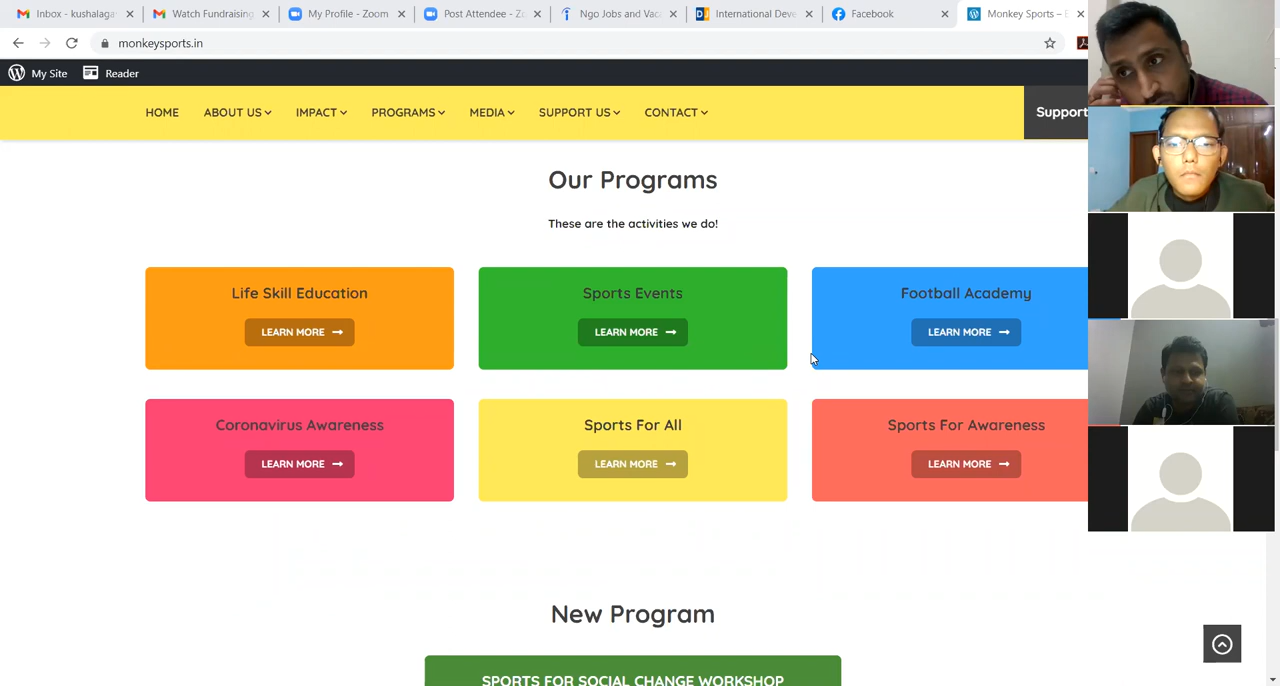 Inbox - kushalaga
Watch Fundraising
My Profile - Zoom
Post Attendee - Zo
Ngo Jobs and Vac
International Deve
Facebook
Monkey Sports – E
monkeysports.in
My Site
Reader
HOME
ABOUT US
IMPACT
PROGRAMS
MEDIA
SUPPORT US
CONTACT
Support
Our Programs
These are the activities we do!
Life Skill Education
LEARN MORE
Sports Events
LEARN MORE
Football Academy
LEARN MORE
Coronavirus Awareness
LEARN MORE
Sports For All
LEARN MORE
Sports For Awareness
LEARN MORE
New Program
SPORTS FOR SOCIAL CHANGE WORKSHOP